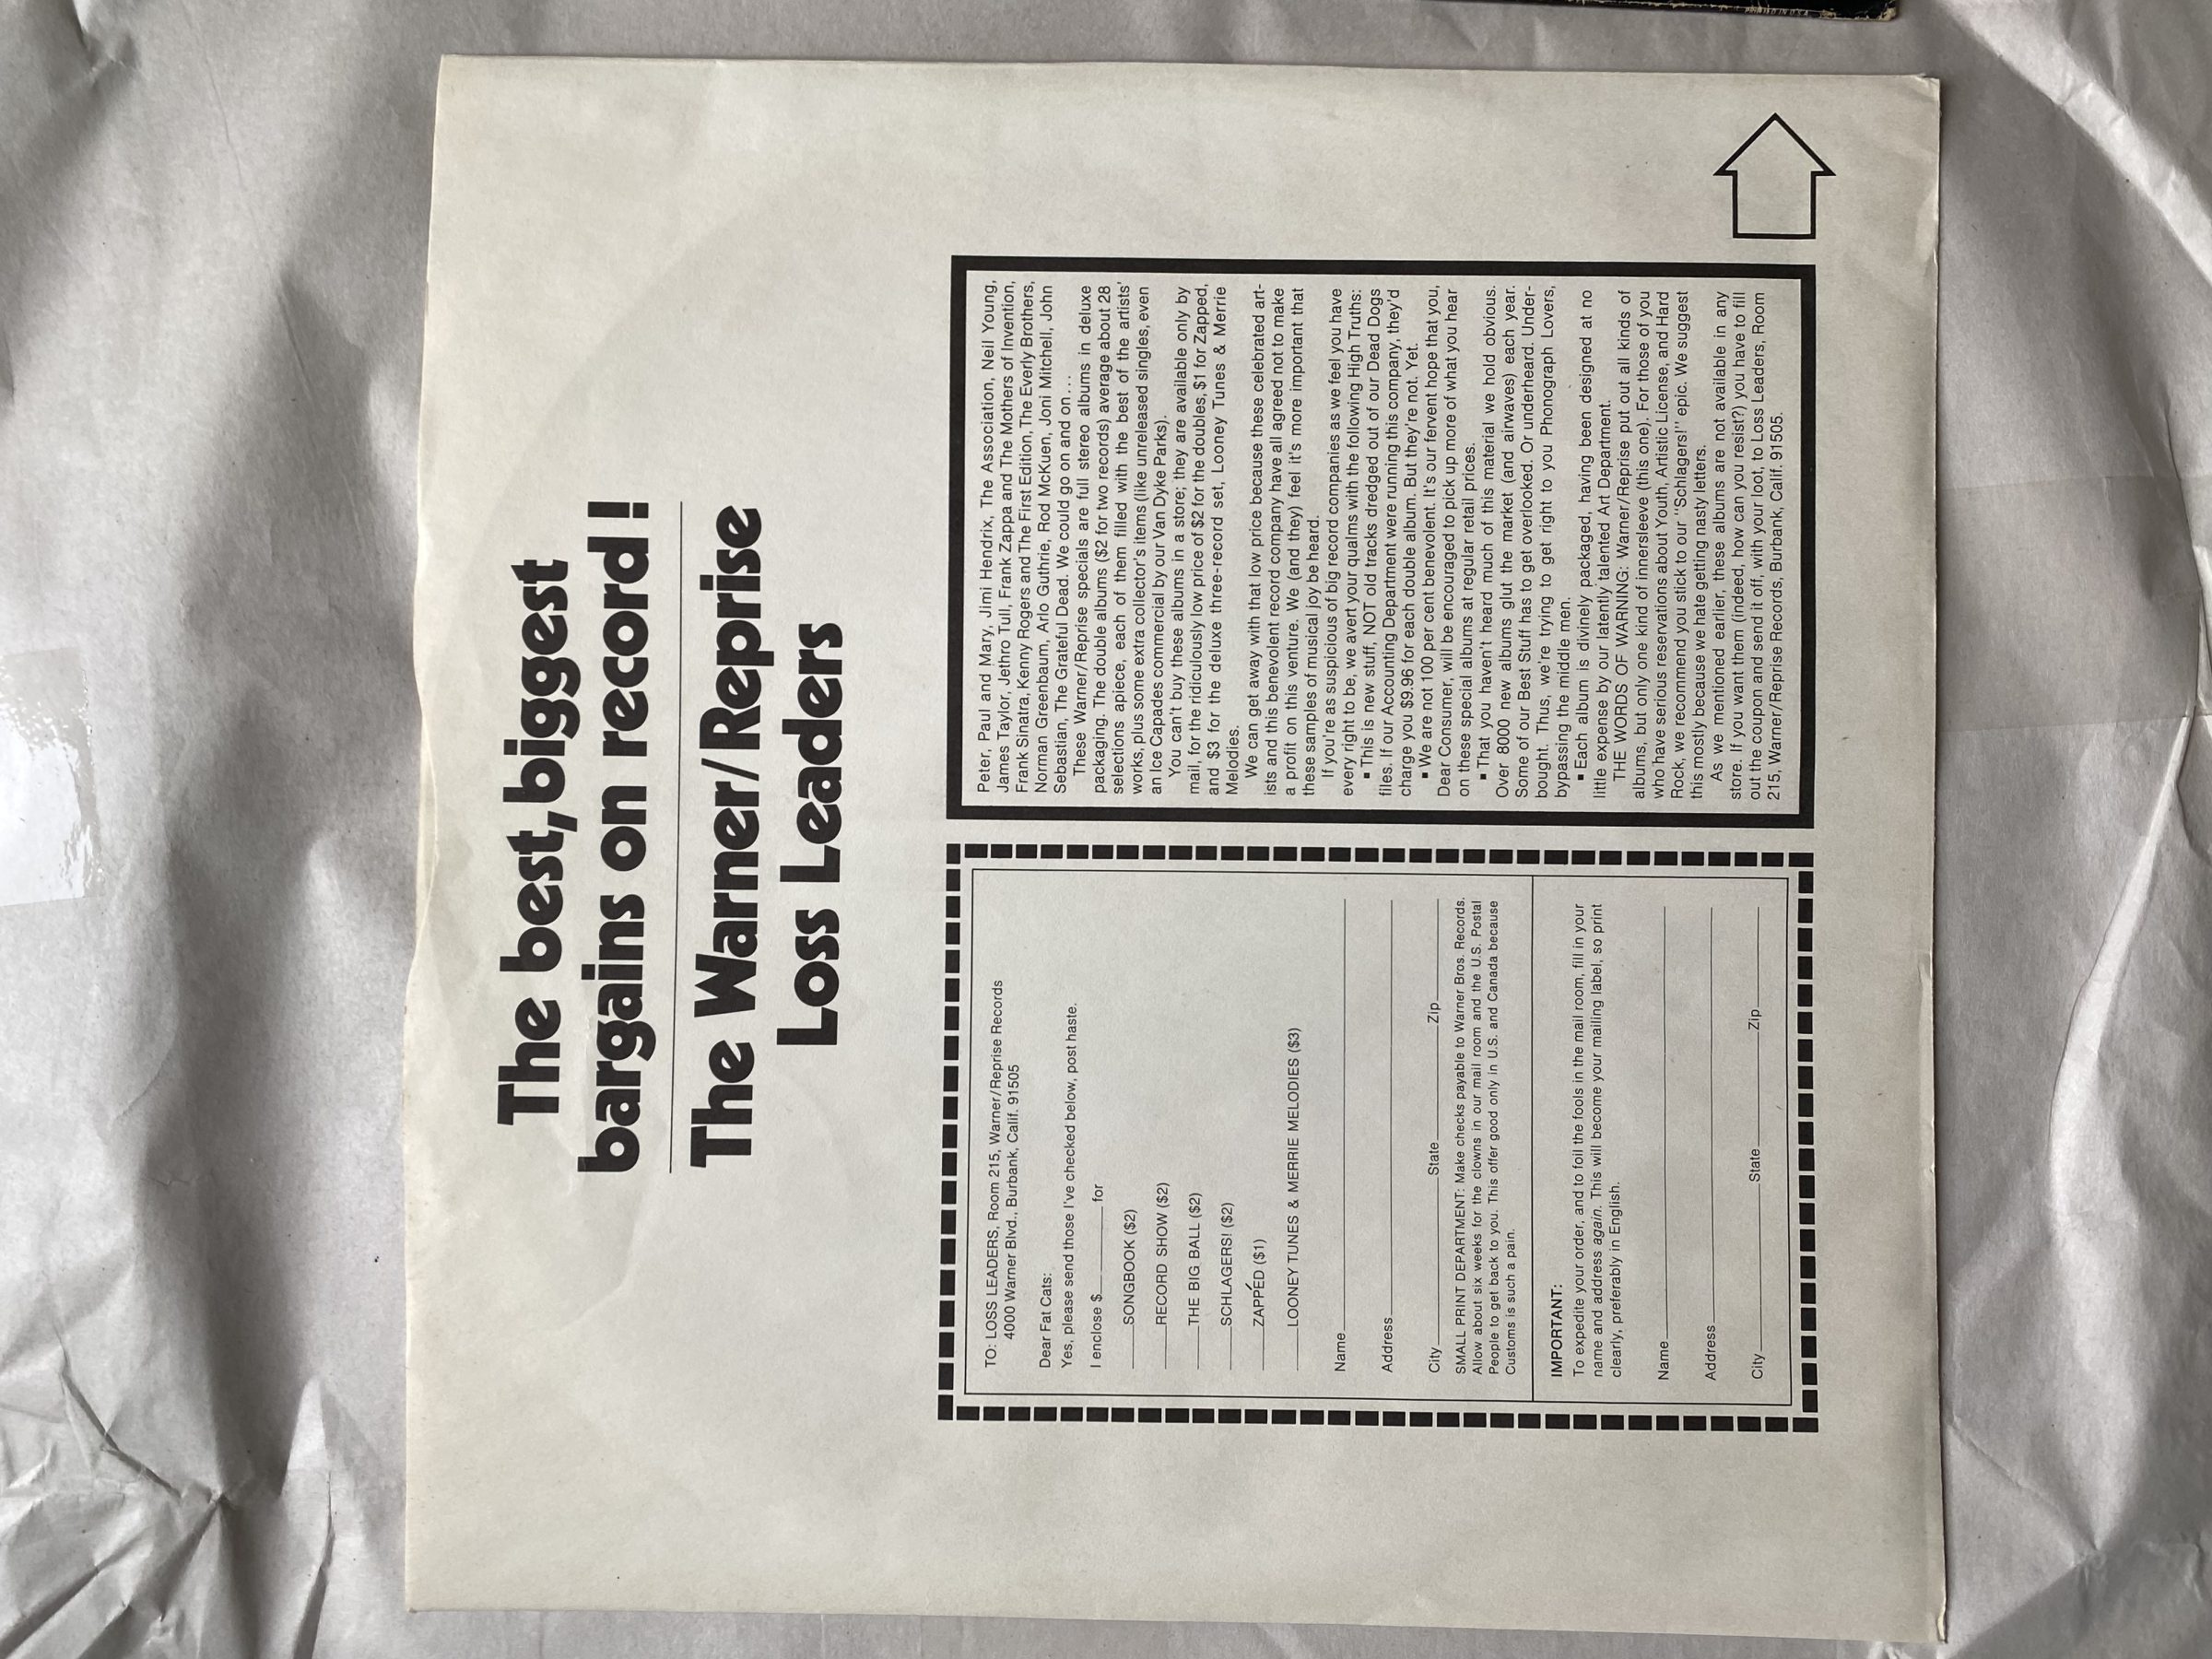 The best, biggest
bargains on record!
The Warner/Reprise
Loss Leaders
TO: LOSS LEADERS, Room 215, Warner/Reprise Records
4000 Warner Blvd., Burbank, Calif. 91505
Dear Fat Cats:
Yes, please send those I've checked below, post haste.
I enclose $ for
SONGBOOK ($2)
RECORD SHOW ($2)
THE BIG BALL ($2)
SCHLAGERS! ($2)
ZAPPÉD ($1)
LOONEY TUNES & MERRIE MELODIES ($3)
Name
Address
City State Zip
SMALL PRINT DEPARTMENT: Make checks payable to Warner Bros. Records.
Allow about six weeks for the clowns in our mail room and the U.S. Postal
People to get back to you. This offer good only in U.S. and Canada because
Customs is such a pain.
IMPORTANT:
To expedite your order, and to foil the fools in the mail room, fill in your
name and address again. This will become your mailing label, so print
clearly, preferably in English.
Name
Address
City State Zip
Peter, Paul and Mary, Jimi Hendrix, The Association, Neil Young,
James Taylor, Jethro Tull, Frank Zappa and The Mothers of Invention,
Frank Sinatra, Kenny Rogers and The First Edition, The Everly Brothers,
Norman Greenbaum, Arlo Guthrie, Rod McKuen, Joni Mitchell, John
Sebastian, The Grateful Dead. We could go on and on....
These Warner/Reprise specials are full stereo albums in deluxe
packaging. The double albums ($2 for two records) average about 28
selections apiece, each of them filled with the best of the artists'
works, plus some extra collector's items (like unreleased singles, even
an Ice Capades commercial by our Van Dyke Parks).
You can't buy these albums in a store; they are available only by
mail, for the ridiculously low price of $2 for the doubles, $1 for Zapped,
and $3 for the deluxe three-record set, Looney Tunes & Merrie
Melodies.
We can get away with that low price because these celebrated art-
ists and this benevolent record company have all agreed not to make
a profit on this venture. We (and they) feel it's more important that
these samples of musical joy be heard.
If you're as suspicious of big record companies as we feel you have
every right to be, we avert your qualms with the following High Truths:
▪ This is new stuff, NOT old tracks dredged out of our Dead Dogs
files. If our Accounting Department were running this company, they'd
charge you $9.96 for each double album. But they're not. Yet.
▪ We are not 100 per cent benevolent. It's our fervent hope that you,
Dear Consumer, will be encouraged to pick up more of what you hear
on these special albums at regular retail prices.
▪ That you haven't heard much of this material we hold obvious.
Over 8000 new albums glut the market (and airwaves) each year.
Some of our Best Stuff has to get overlooked. Or underheard. Under-
bought. Thus, we're trying to get right to you Phonograph Lovers,
bypassing the middle men.
▪ Each album is divinely packaged, having been designed at no
little expense by our latently talented Art Department.
THE WORDS OF WARNING: Warner/Reprise put out all kinds of
albums, but only one kind of innersleeve (this one). For those of you
who have serious reservations about Youth, Artistic License, and Hard
Rock, we recommend you stick to our "Schlagers!" epic. We suggest
this mostly because we hate getting nasty letters.
As we mentioned earlier, these albums are not available in any
store. If you want them (indeed, how can you resist?) you have to fill
out the coupon and send it off, with your loot, to Loss Leaders, Room
215, Warner/Reprise Records, Burbank, Calif. 91505.